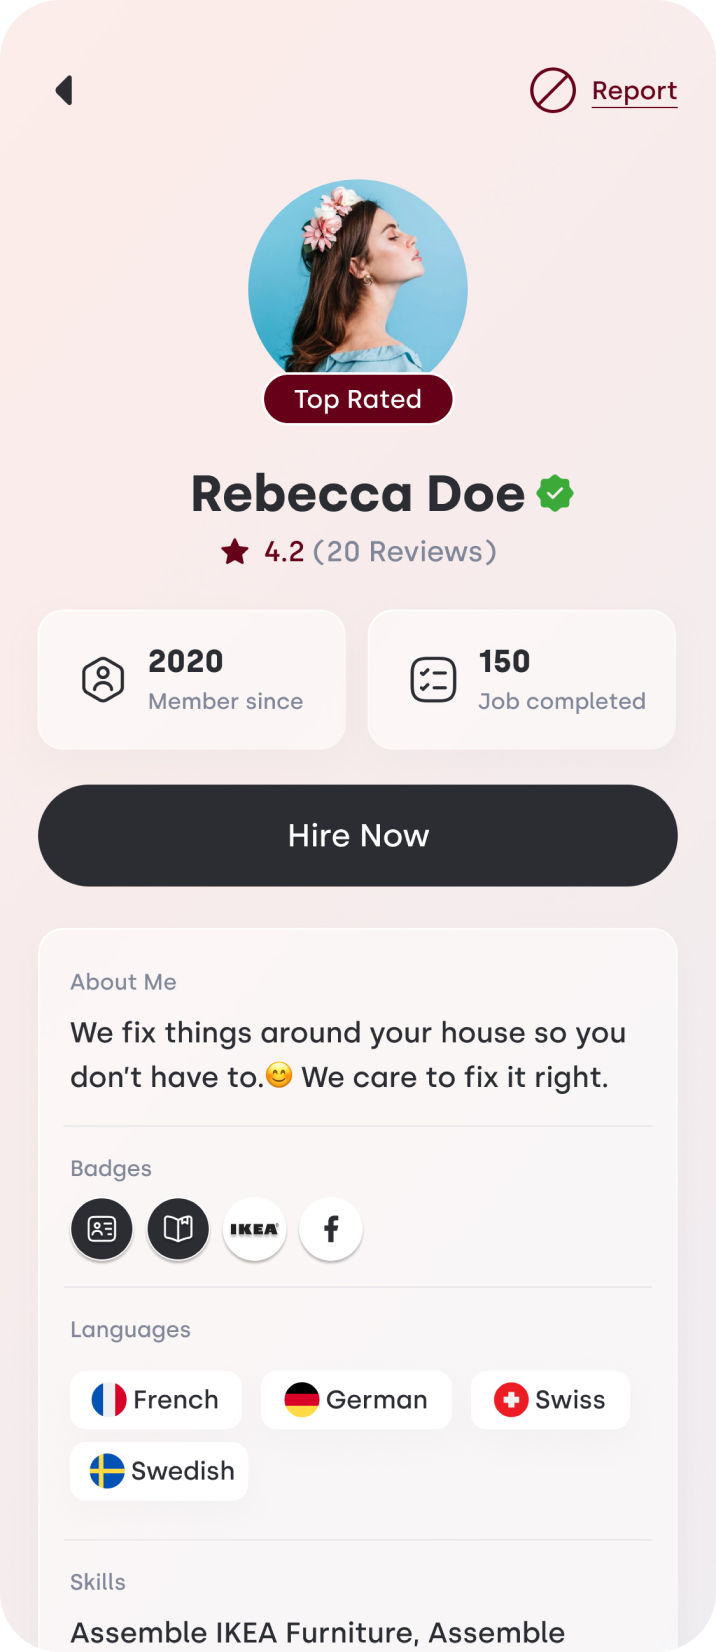 Report
Top Rated
Rebecca Doe
4.2 (20 Reviews)
2020
Member since
150
Job completed
Hire Now
About Me
We fix things around your house so you
don't have to.😊 We care to fix it right.
Badges
IKEA
Languages
French German Swiss
Swedish
Skills
Assemble IKEA Furniture, Assemble